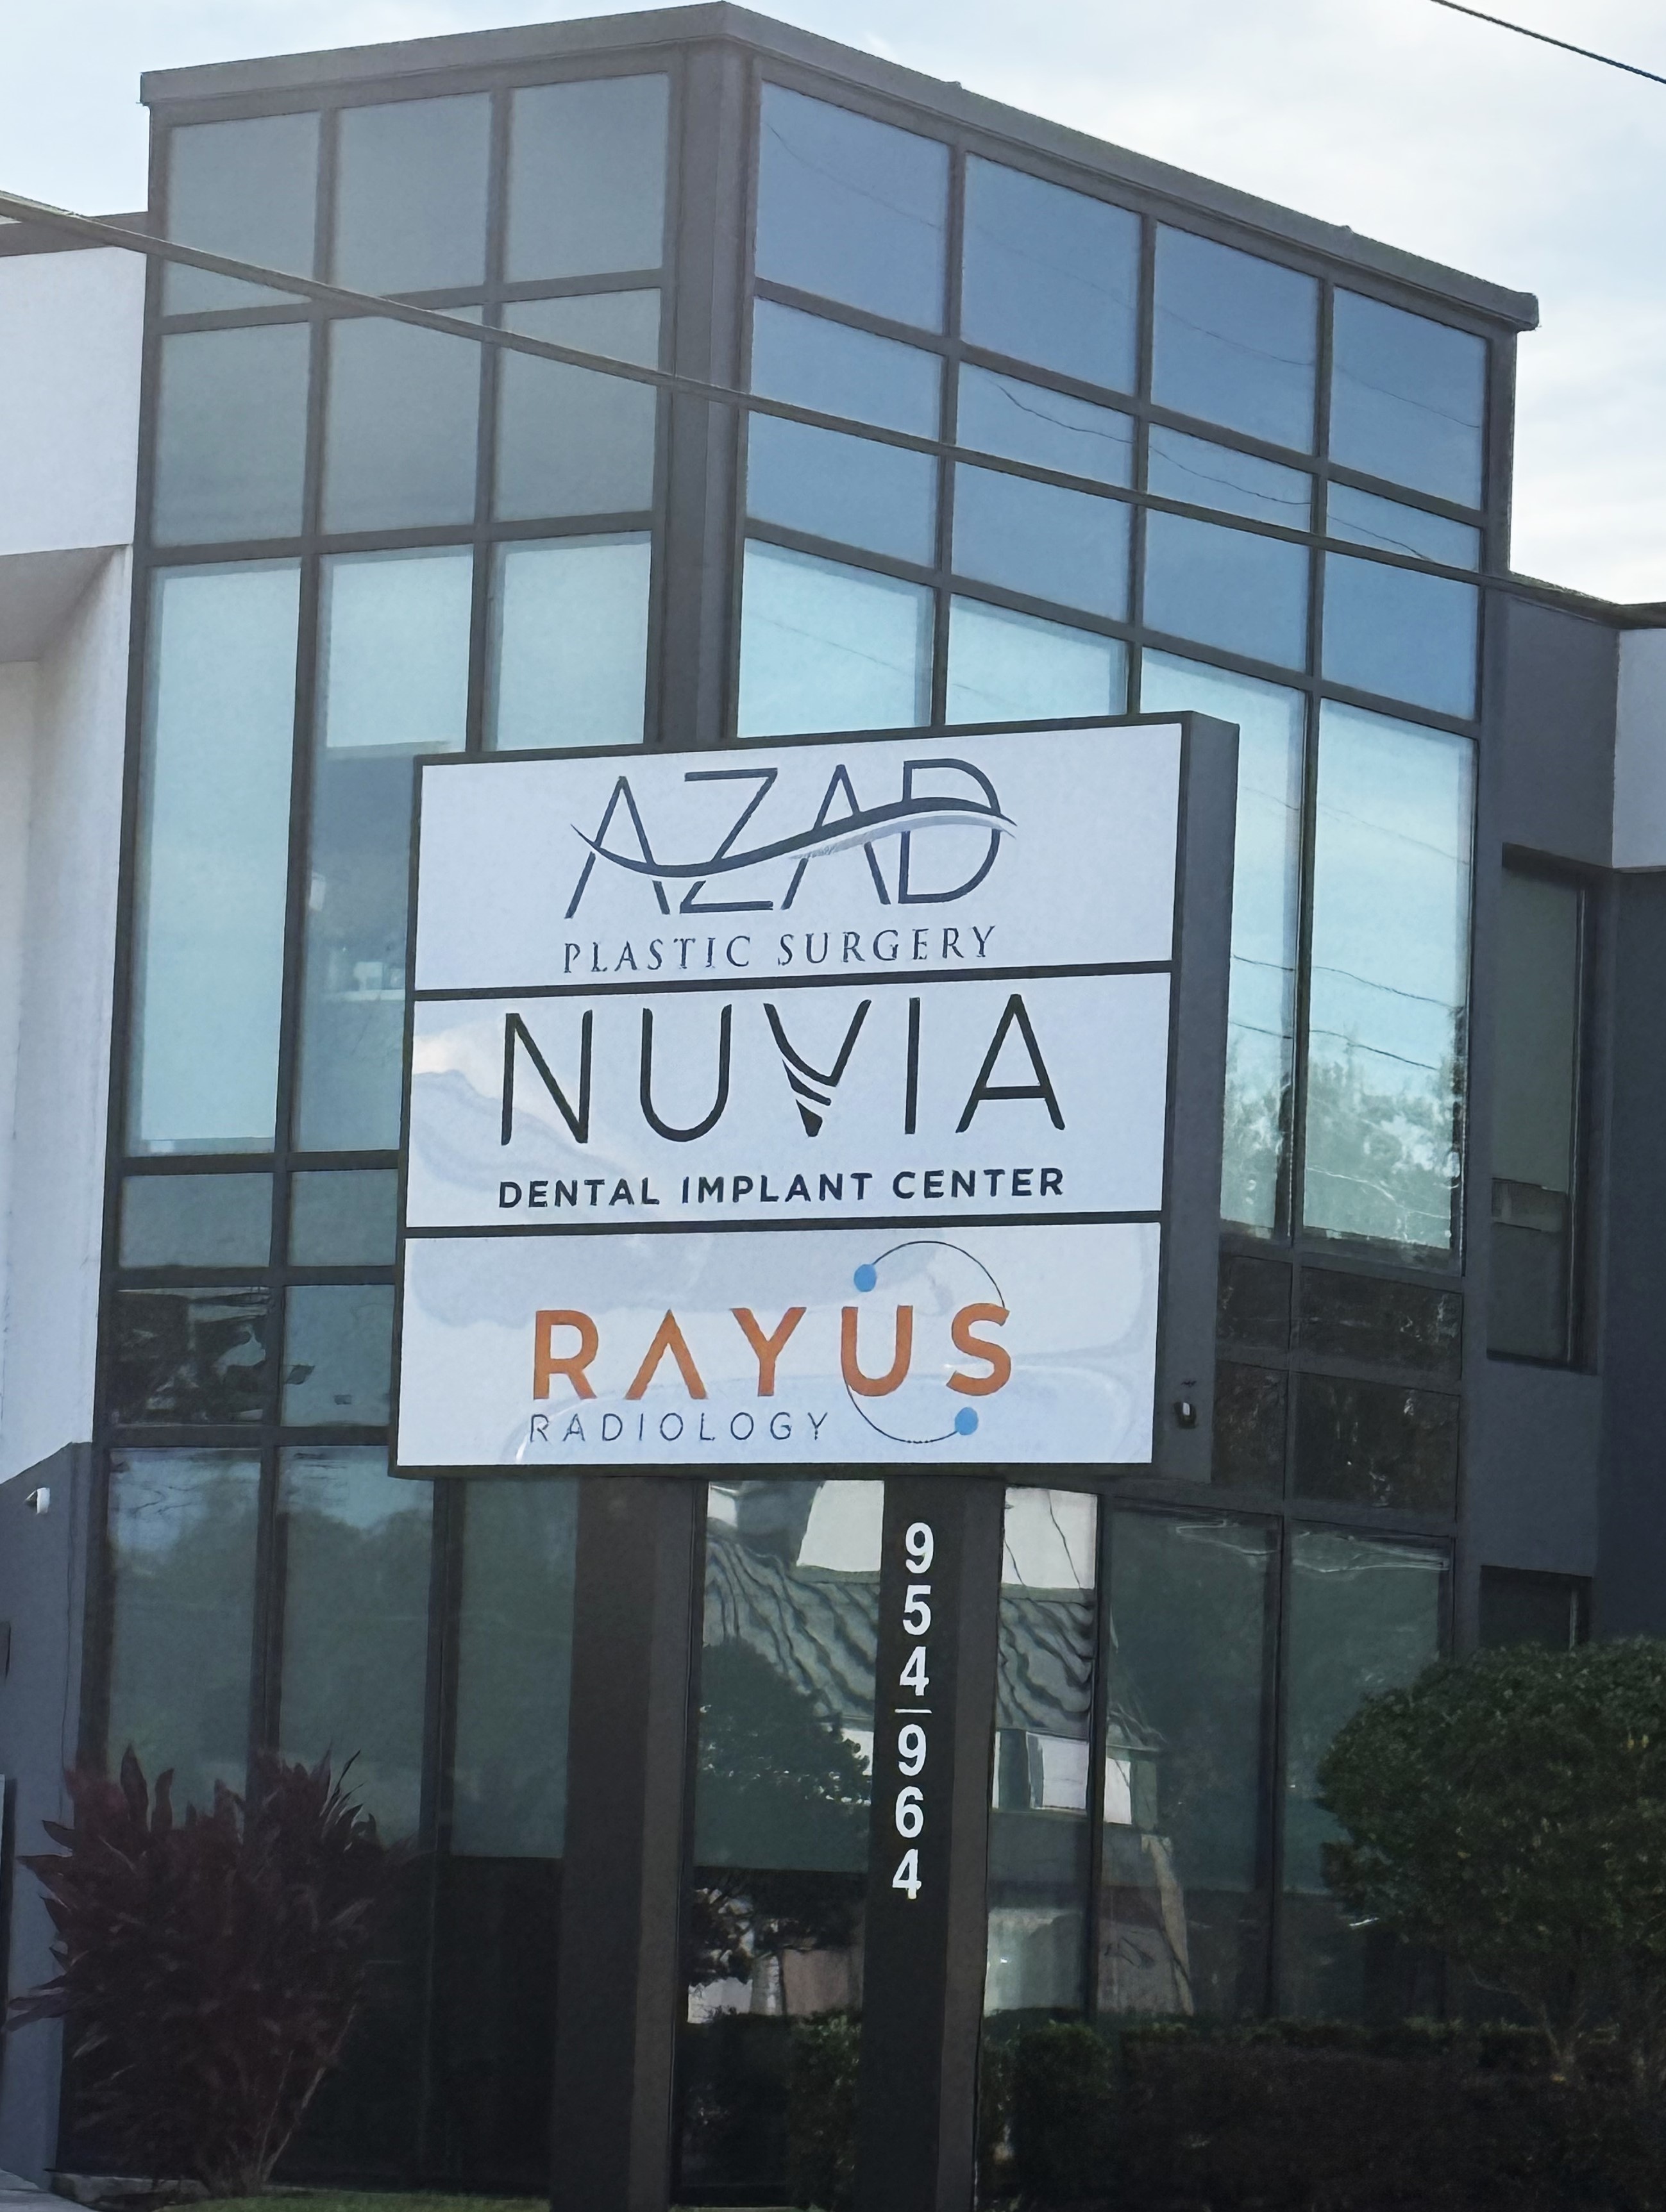 AZAD
PLASTIC SURGERY
NUVIA
DENTAL IMPLANT CENTER
RAYUS
RADIOLOGY
954-964